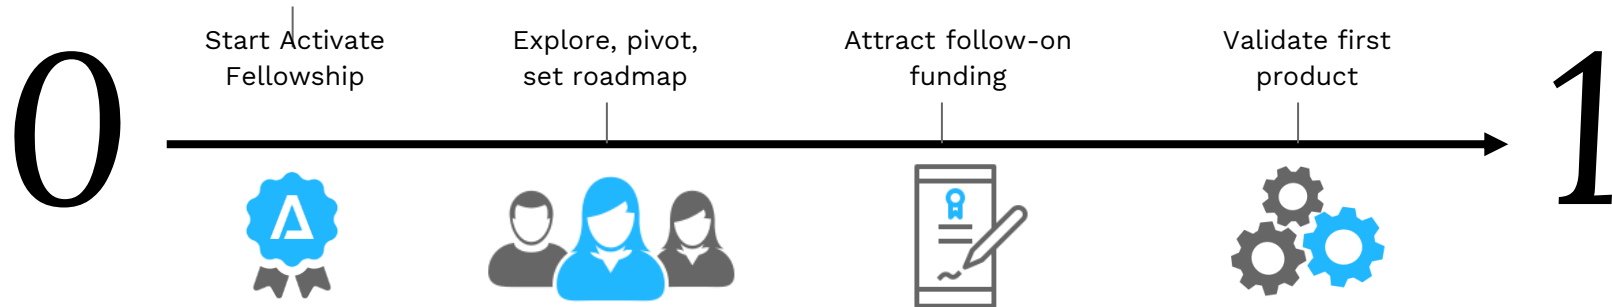 0
Start Activate
Fellowship
Explore, pivot,
set roadmap
Attract follow-on
funding
Validate first
product
1
A